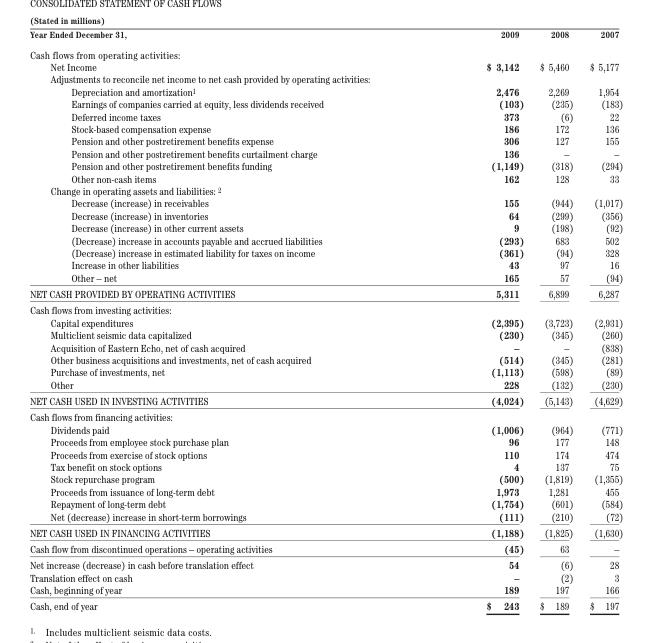 CONSOLIDATED STATEMENT OF CASH FLOWS
(Stated in millions)
Year Ended December 31, 2009 2008 2007
Cash flows from operating activities:
Net Income $ 3,142 $ 5,460 $ 5,177
Adjustments to reconcile net income to net cash provided by operating activities:
Depreciation and amortization1 2,476 2,269 1,954
Earnings of companies carried at equity, less dividends received (103) (235) (183)
Deferred income taxes 373 (6) 22
Stock-based compensation expense 186 172 136
Pension and other postretirement benefits expense 306 127 155
Pension and other postretirement benefits curtailment charge 136 – –
Pension and other postretirement benefits funding (1,149) (318) (294)
Other non-cash items 162 128 33
Change in operating assets and liabilities: 2
Decrease (increase) in receivables 155 (944) (1,017)
Decrease (increase) in inventories 64 (299) (356)
Decrease (increase) in other current assets 9 (198) (92)
(Decrease) increase in accounts payable and accrued liabilities (293) 683 502
(Decrease) increase in estimated liability for taxes on income (361) (94) 328
Increase in other liabilities 43 97 16
Other – net 165 57 (94)
NET CASH PROVIDED BY OPERATING ACTIVITIES 5,311 6,899 6,287
Cash flows from investing activities:
Capital expenditures (2,395) (3,723) (2,931)
Multiclient seismic data capitalized (230) (345) (260)
Acquisition of Eastern Echo, net of cash acquired – – (838)
Other business acquisitions and investments, net of cash acquired (514) (345) (281)
Purchase of investments, net (1,113) (598) (89)
Other 228 (132) (230)
NET CASH USED IN INVESTING ACTIVITIES (4,024) (5,143) (4,629)
Cash flows from financing activities:
Dividends paid (1,006) (964) (771)
Proceeds from employee stock purchase plan 96 177 148
Proceeds from exercise of stock options 110 174 474
Tax benefit on stock options 4 137 75
Stock repurchase program (500) (1,819) (1,355)
Proceeds from issuance of long-term debt 1,973 1,281 455
Repayment of long-term debt (1,754) (601) (584)
Net (decrease) increase in short-term borrowings (111) (210) (72)
NET CASH USED IN FINANCING ACTIVITIES (1,188) (1,825) (1,630)
Cash flow from discontinued operations – operating activities (45) 63 –
Net increase (decrease) in cash before translation effect 54 (6) 28
Translation effect on cash – (2) 3
Cash, beginning of year 189 197 166
Cash, end of year $ 243 $ 189 $ 197
1. Includes multiclient seismic data costs.